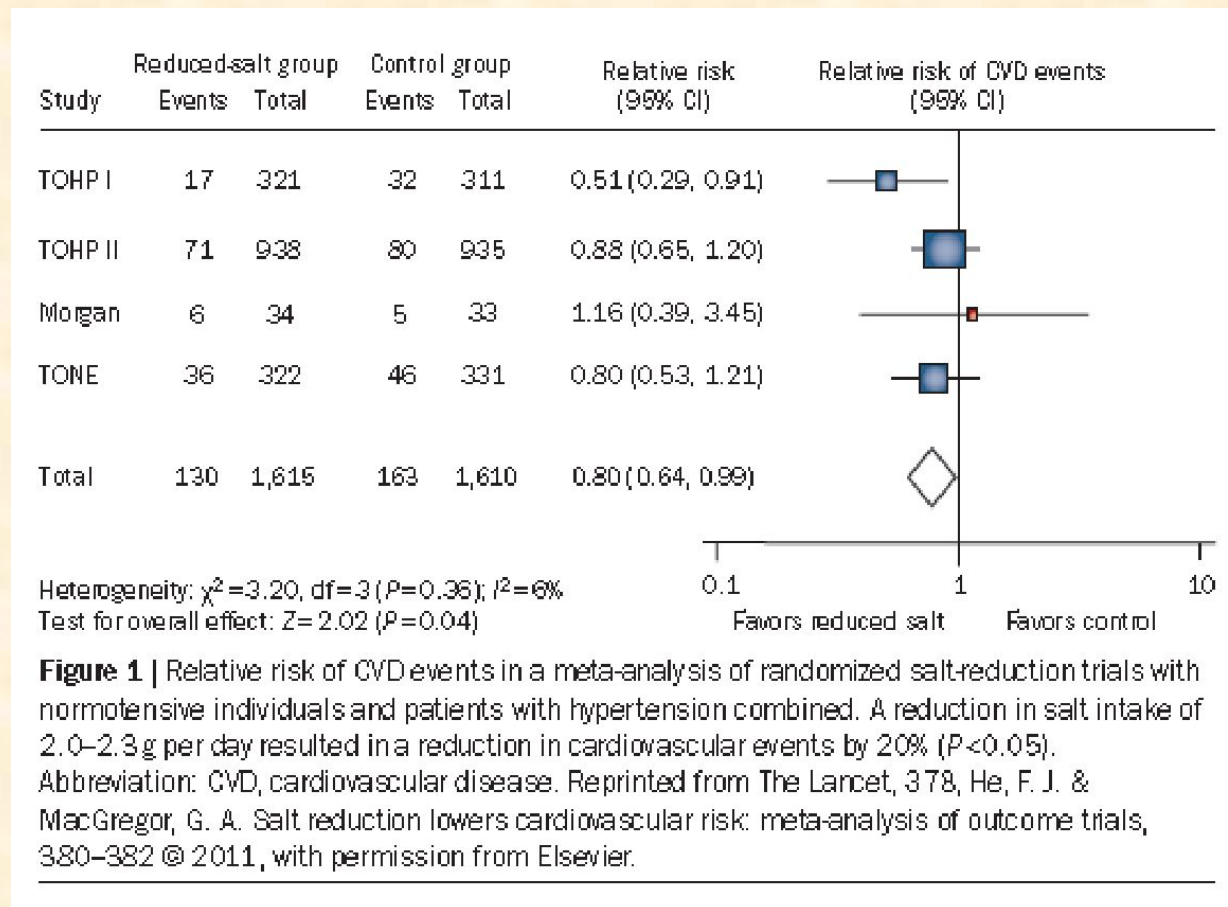 Reduced-salt group Control group Relative risk Relative risk of CVD events
Study Events Total Events Total (95% CI) (95% CI)
TOHP I 17 321 32 311 0.51 (0.29, 0.91)
TOHP II 71 938 80 935 0.88 (0.65, 1.20)
Morgan 6 34 5 33 1.16 (0.39, 3.45)
TONE 36 322 46 331 0.80 (0.53, 1.21)
Total 130 1,615 163 1,610 0.80 (0.64, 0.99)
Heterogeneity: χ²=3.20, df=3 (P=0.36); I²=6%
Test for overall effect: Z=2.02 (P=0.04)
0.1 1 10
Favors reduced salt Favors control
Figure 1 | Relative risk of CVD events in a meta-analysis of randomized salt-reduction trials with
normotensive individuals and patients with hypertension combined. A reduction in salt intake of
2.0–2.3 g per day resulted in a reduction in cardiovascular events by 20% (P<0.05).
Abbreviation: CVD, cardiovascular disease. Reprinted from The Lancet, 378, He, F. J. &
MacGregor, G. A. Salt reduction lowers cardiovascular risk: meta-analysis of outcome trials,
380–382 © 2011, with permission from Elsevier.